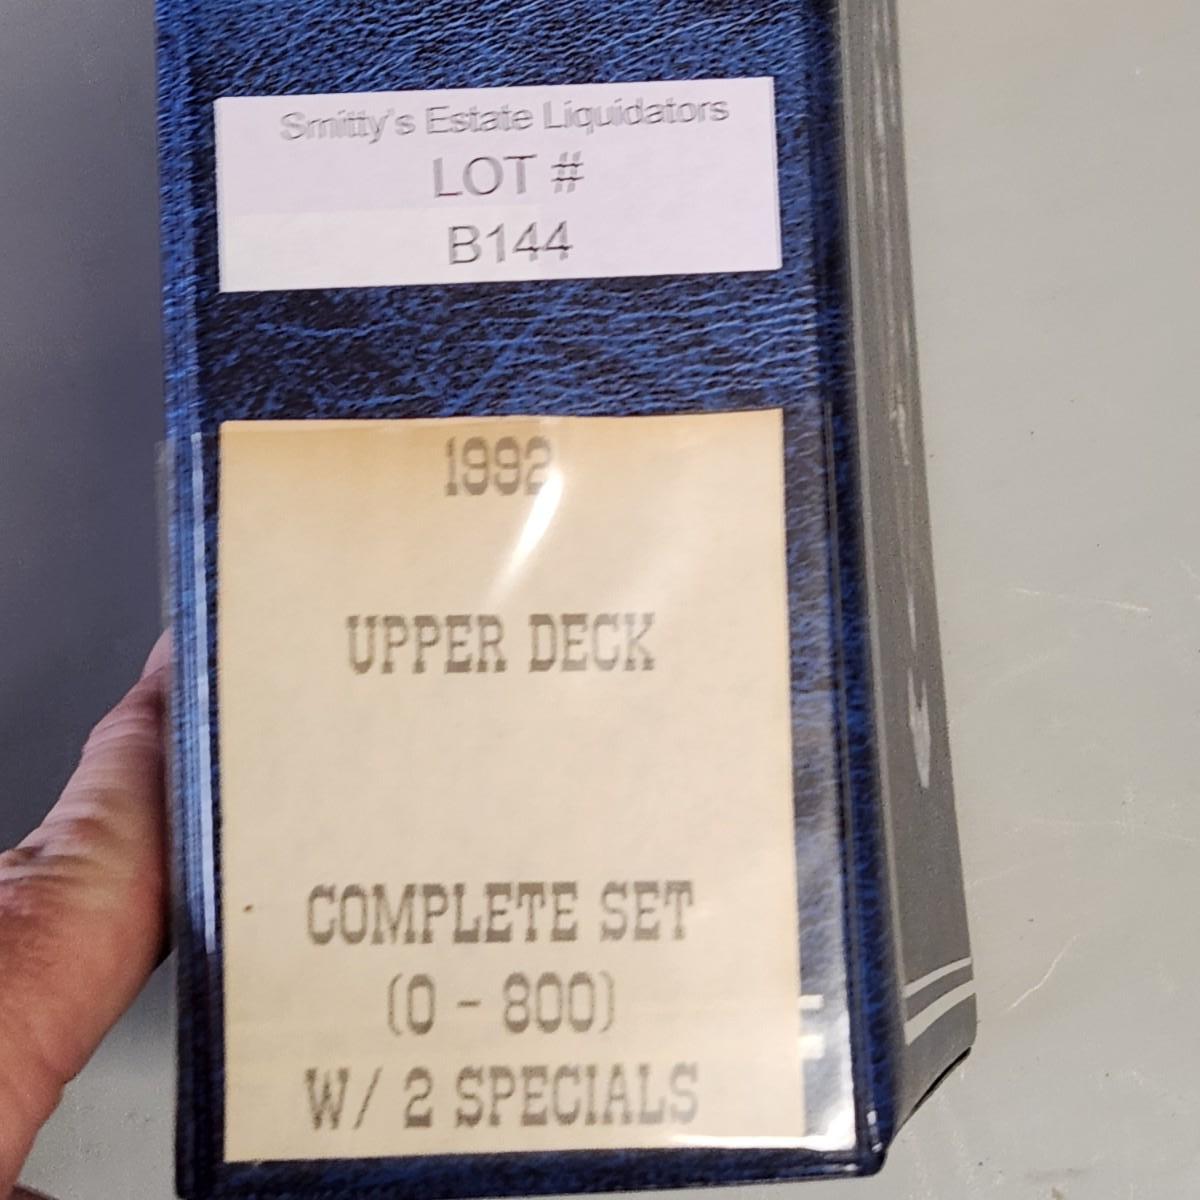 Smitty's Estate Liquidators
LOT #
B144
1992
UPPER DECK
COMPLETE SET
(0 - 800)
W/ 2 SPECIALS